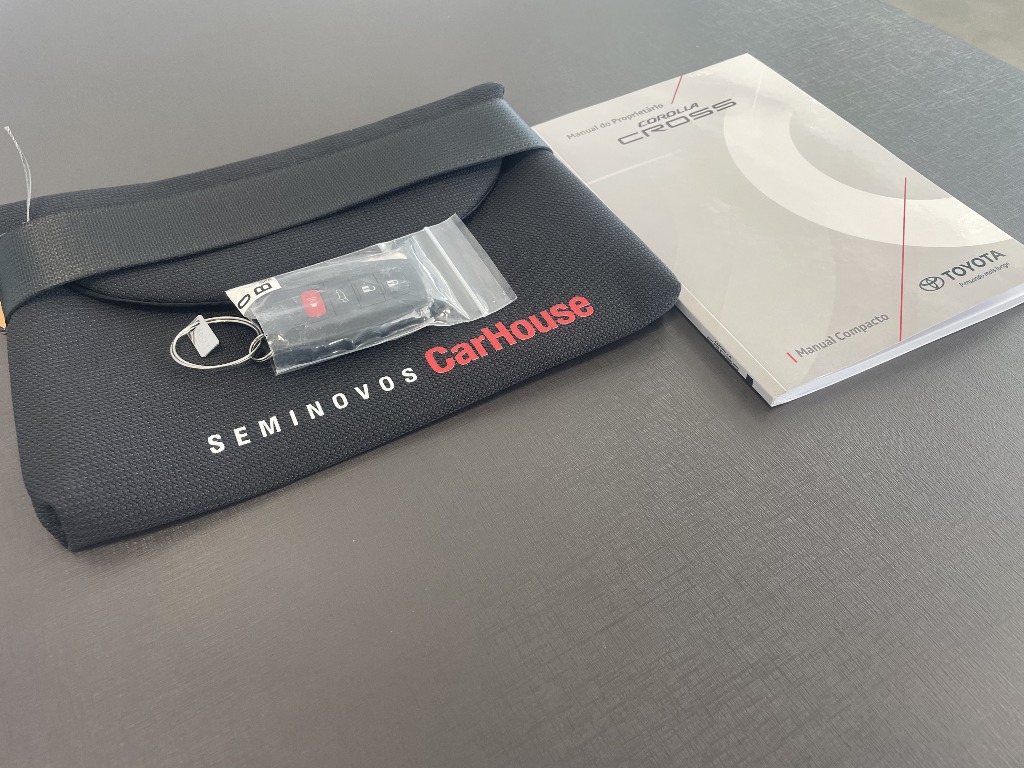 SEMINOVOS CarHouse
Manual do Proprietário
COROLLA
CROSS
TOYOTA
Manual Compacto